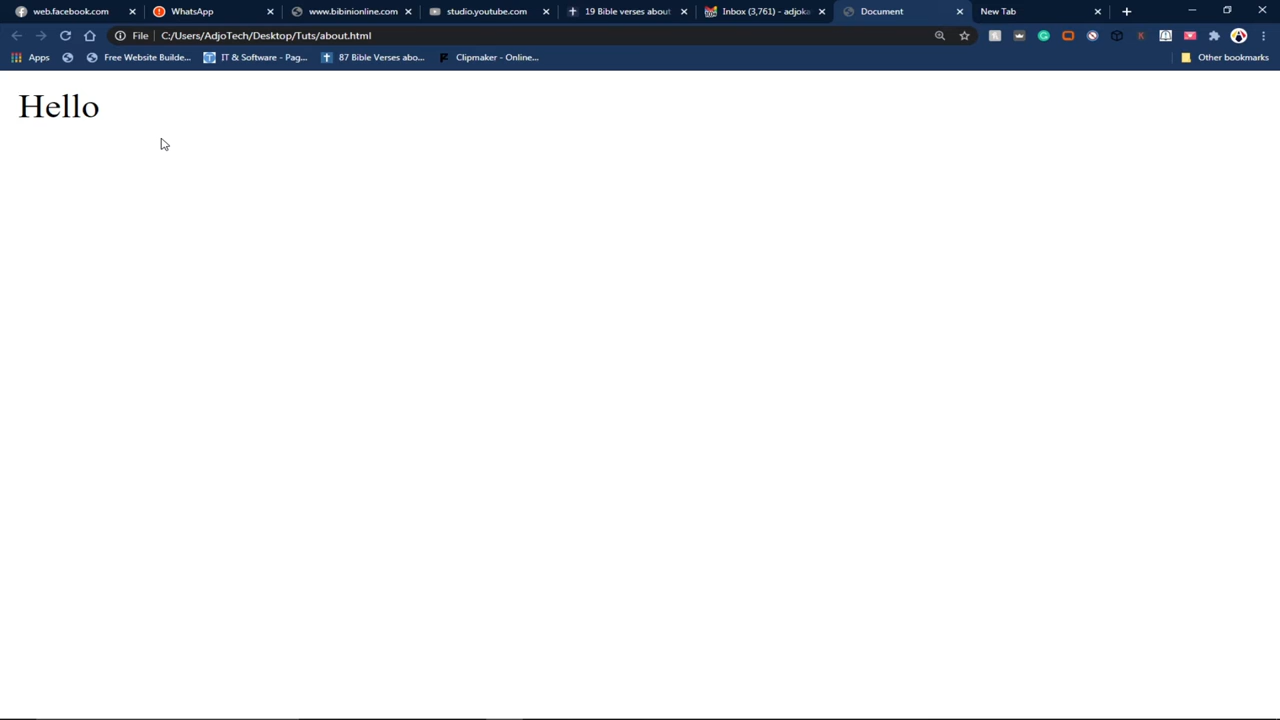 web.facebook.com WhatsApp www.bibinionline.com studio.youtube.com 19 Bible verses about Inbox (3,761) - adjoka Document New Tab
File C:/Users/AdjoTech/Desktop/Tuts/about.html
Apps Free Website Builde... IT & Software - Pag... 87 Bible Verses abo... Clipmaker - Online... Other bookmarks
Hello